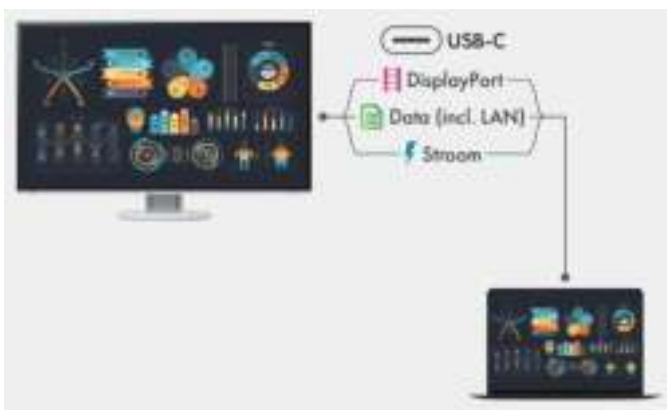 USB-C
DisplayPort
Data (incl. LAN)
Stroom